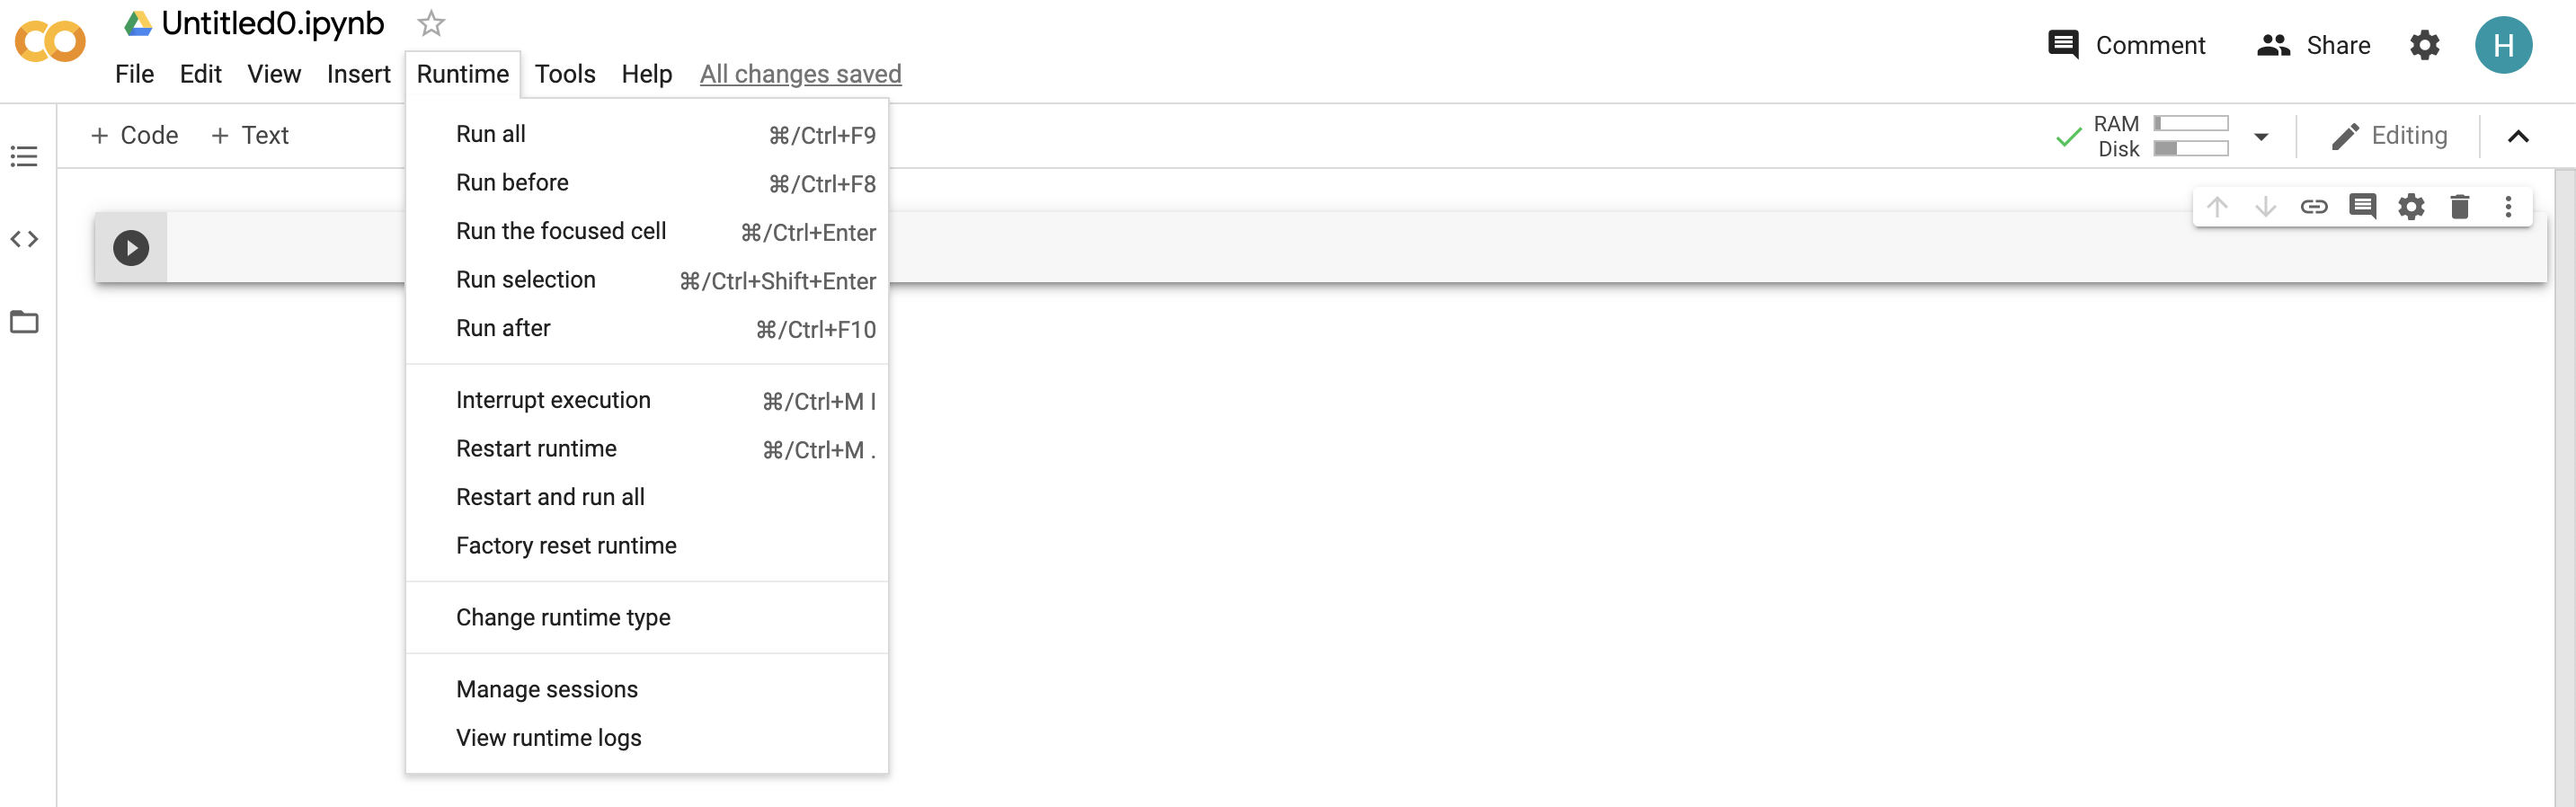 Untitled0.ipynb
File Edit View Insert Runtime Tools Help All changes saved
Comment Share H
+ Code + Text
RAM
Disk
Editing
Run all ⌘/Ctrl+F9
Run before ⌘/Ctrl+F8
Run the focused cell ⌘/Ctrl+Enter
Run selection ⌘/Ctrl+Shift+Enter
Run after ⌘/Ctrl+F10
Interrupt execution ⌘/Ctrl+M I
Restart runtime ⌘/Ctrl+M .
Restart and run all
Factory reset runtime
Change runtime type
Manage sessions
View runtime logs